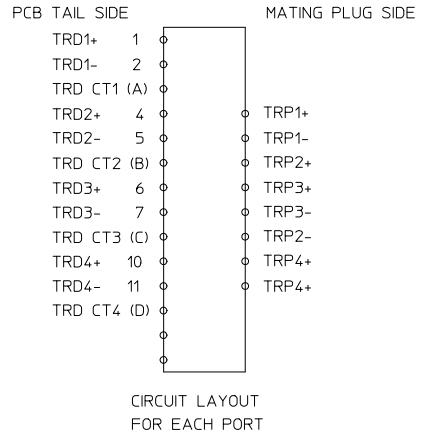 PCB TAIL SIDE
MATING PLUG SIDE
TRD1+ 1
TRD1- 2
TRD CT1 (A)
TRD2+ 4 TRP1+
TRD2- 5 TRP1-
TRD CT2 (B) TRP2+
TRD3+ 6 TRP3+
TRD3- 7 TRP3-
TRD CT3 (C) TRP2-
TRD4+ 10 TRP4+
TRD4- 11 TRP4+
TRD CT4 (D)
CIRCUIT LAYOUT
FOR EACH PORT